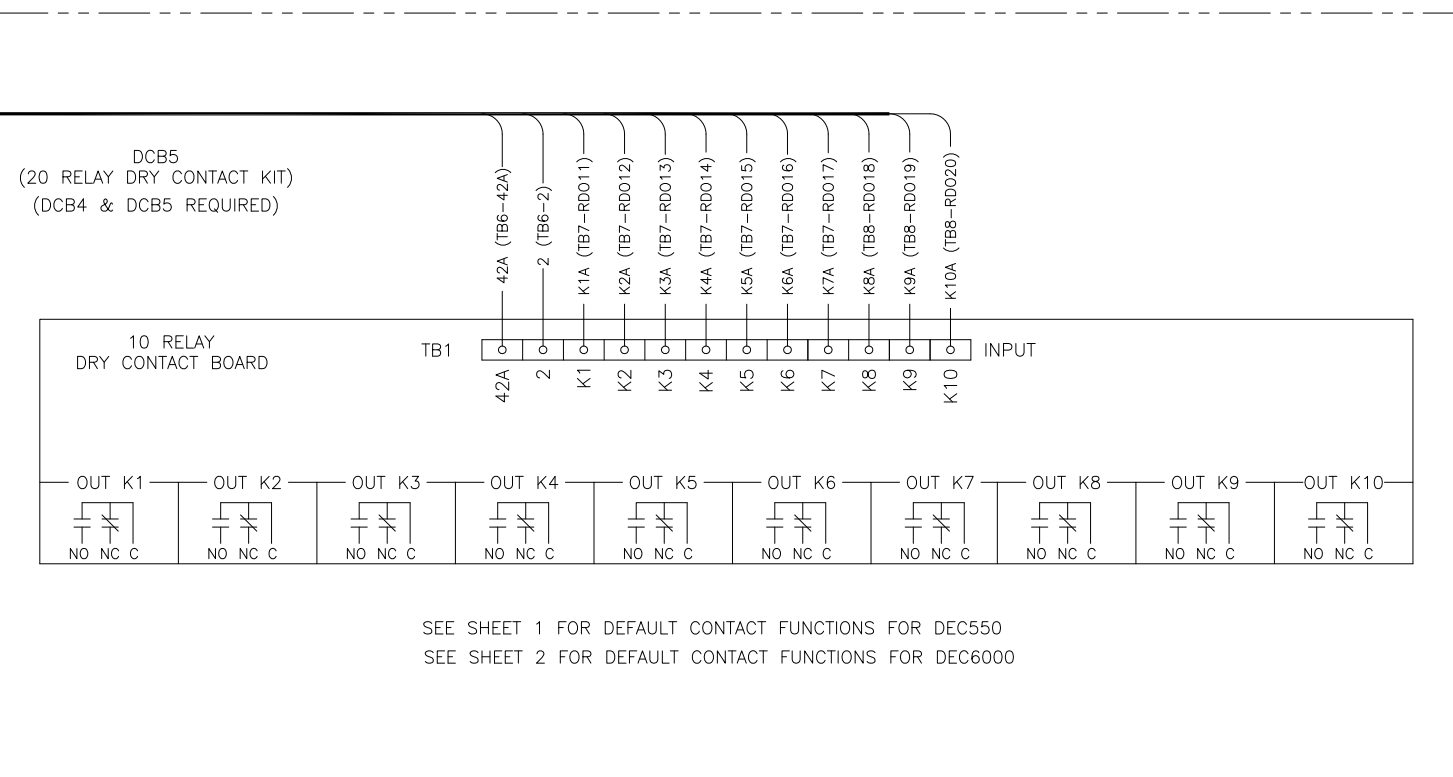 DCB5
(20 RELAY DRY CONTACT KIT)
(DCB4 & DCB5 REQUIRED)
42A (TB6-42A)
2 (TB6-2)
K1A (TB7-RDO11)
K2A (TB7-RDO12)
K3A (TB7-RDO13)
K4A (TB7-RDO14)
K5A (TB7-RDO15)
K6A (TB7-RDO16)
K7A (TB7-RDO17)
K8A (TB8-RDO18)
K9A (TB8-RDO19)
K10A (TB8-RDO20)
10 RELAY
DRY CONTACT BOARD
TB1
INPUT
42A
2
K1
K2
K3
K4
K5
K6
K7
K8
K9
K10
OUT K1
OUT K2
OUT K3
OUT K4
OUT K5
OUT K6
OUT K7
OUT K8
OUT K9
OUT K10
NO NC C
NO NC C
NO NC C
NO NC C
NO NC C
NO NC C
NO NC C
NO NC C
NO NC C
NO NC C
SEE SHEET 1 FOR DEFAULT CONTACT FUNCTIONS FOR DEC550
SEE SHEET 2 FOR DEFAULT CONTACT FUNCTIONS FOR DEC6000